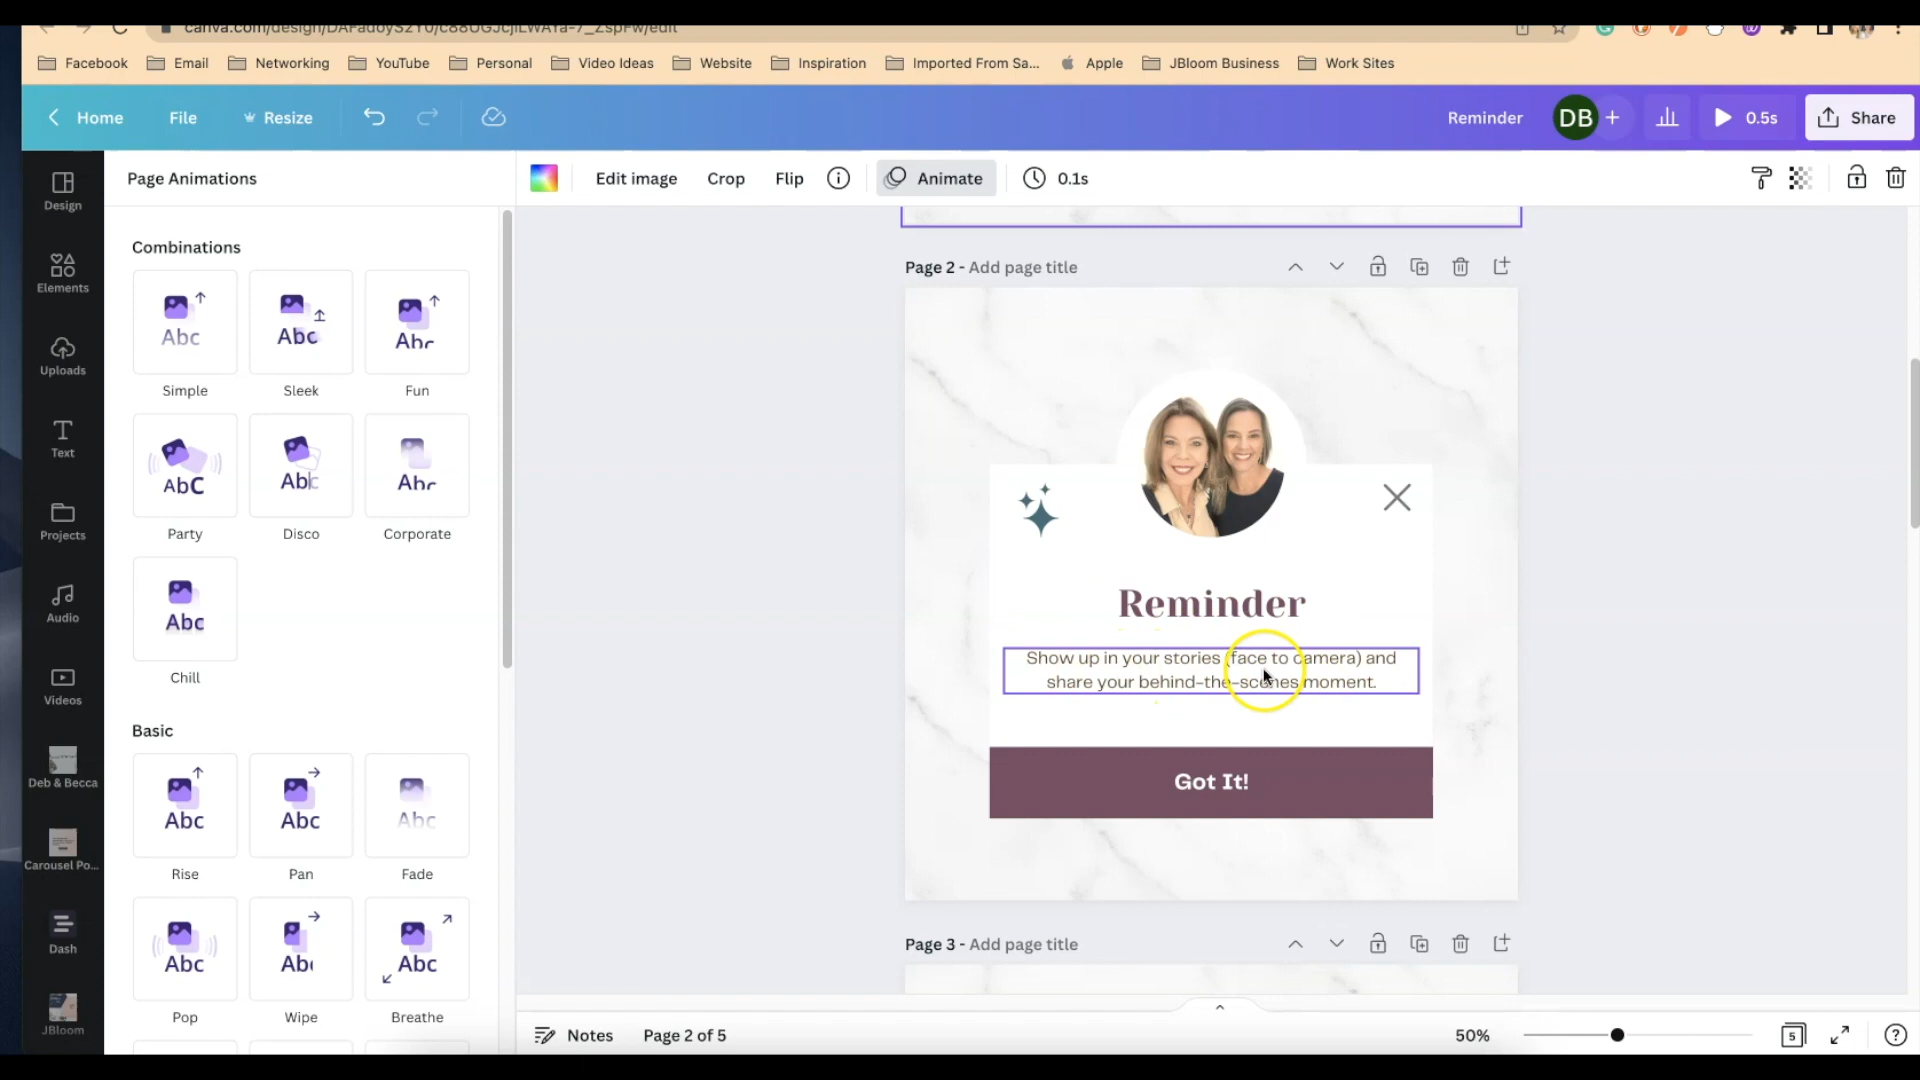 Facebook
Email
Networking
YouTube
Personal
Video Ideas
Website
Inspiration
Imported From Sa...
Apple
JBloom Business
Work Sites
Home
File
Resize
Reminder
DB
0.5s
Share
Page Animations
Edit image
Crop
Flip
Animate
0.1s
Design
Elements
Uploads
Text
Projects
Audio
Videos
Deb & Becca
Carousel Po...
Dash
JBloom
Combinations
Abc
Simple
Abc
Sleek
Abc
Fun
AbC
Party
Abc
Disco
Abc
Corporate
Abc
Chill
Basic
Abc
Rise
Abc
Pan
Abc
Fade
Abc
Pop
Abc
Wipe
Abc
Breathe
Page 2 - Add page title
Reminder
Show up in your stories (face to camera) and
share your behind-the-scenes moment.
Got It!
Page 3 - Add page title
Notes
Page 2 of 5
50%
5